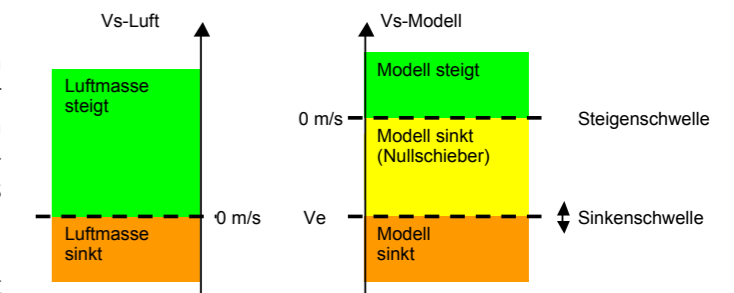 Vs-Luft
Luftmasse
steigt
0 m/s
Luftmasse
sinkt
Vs-Modell
Modell steigt
0 m/s
Steigenschwelle
Modell sinkt
(Nullschieber)
Ve
Sinkenschwelle
Modell
sinkt